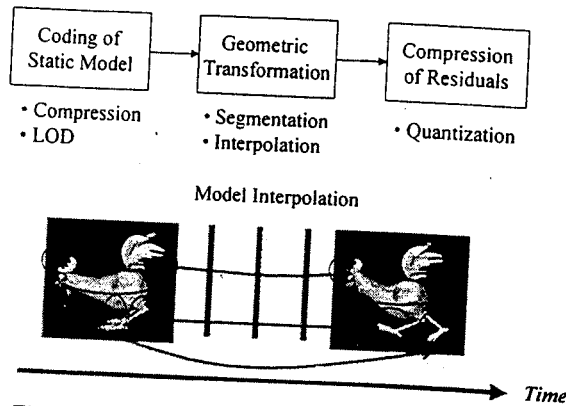 Coding of
Static Model
Geometric
Transformation
Compression
of Residuals
• Compression
• LOD
• Segmentation
• Interpolation
• Quantization
Model Interpolation
Time